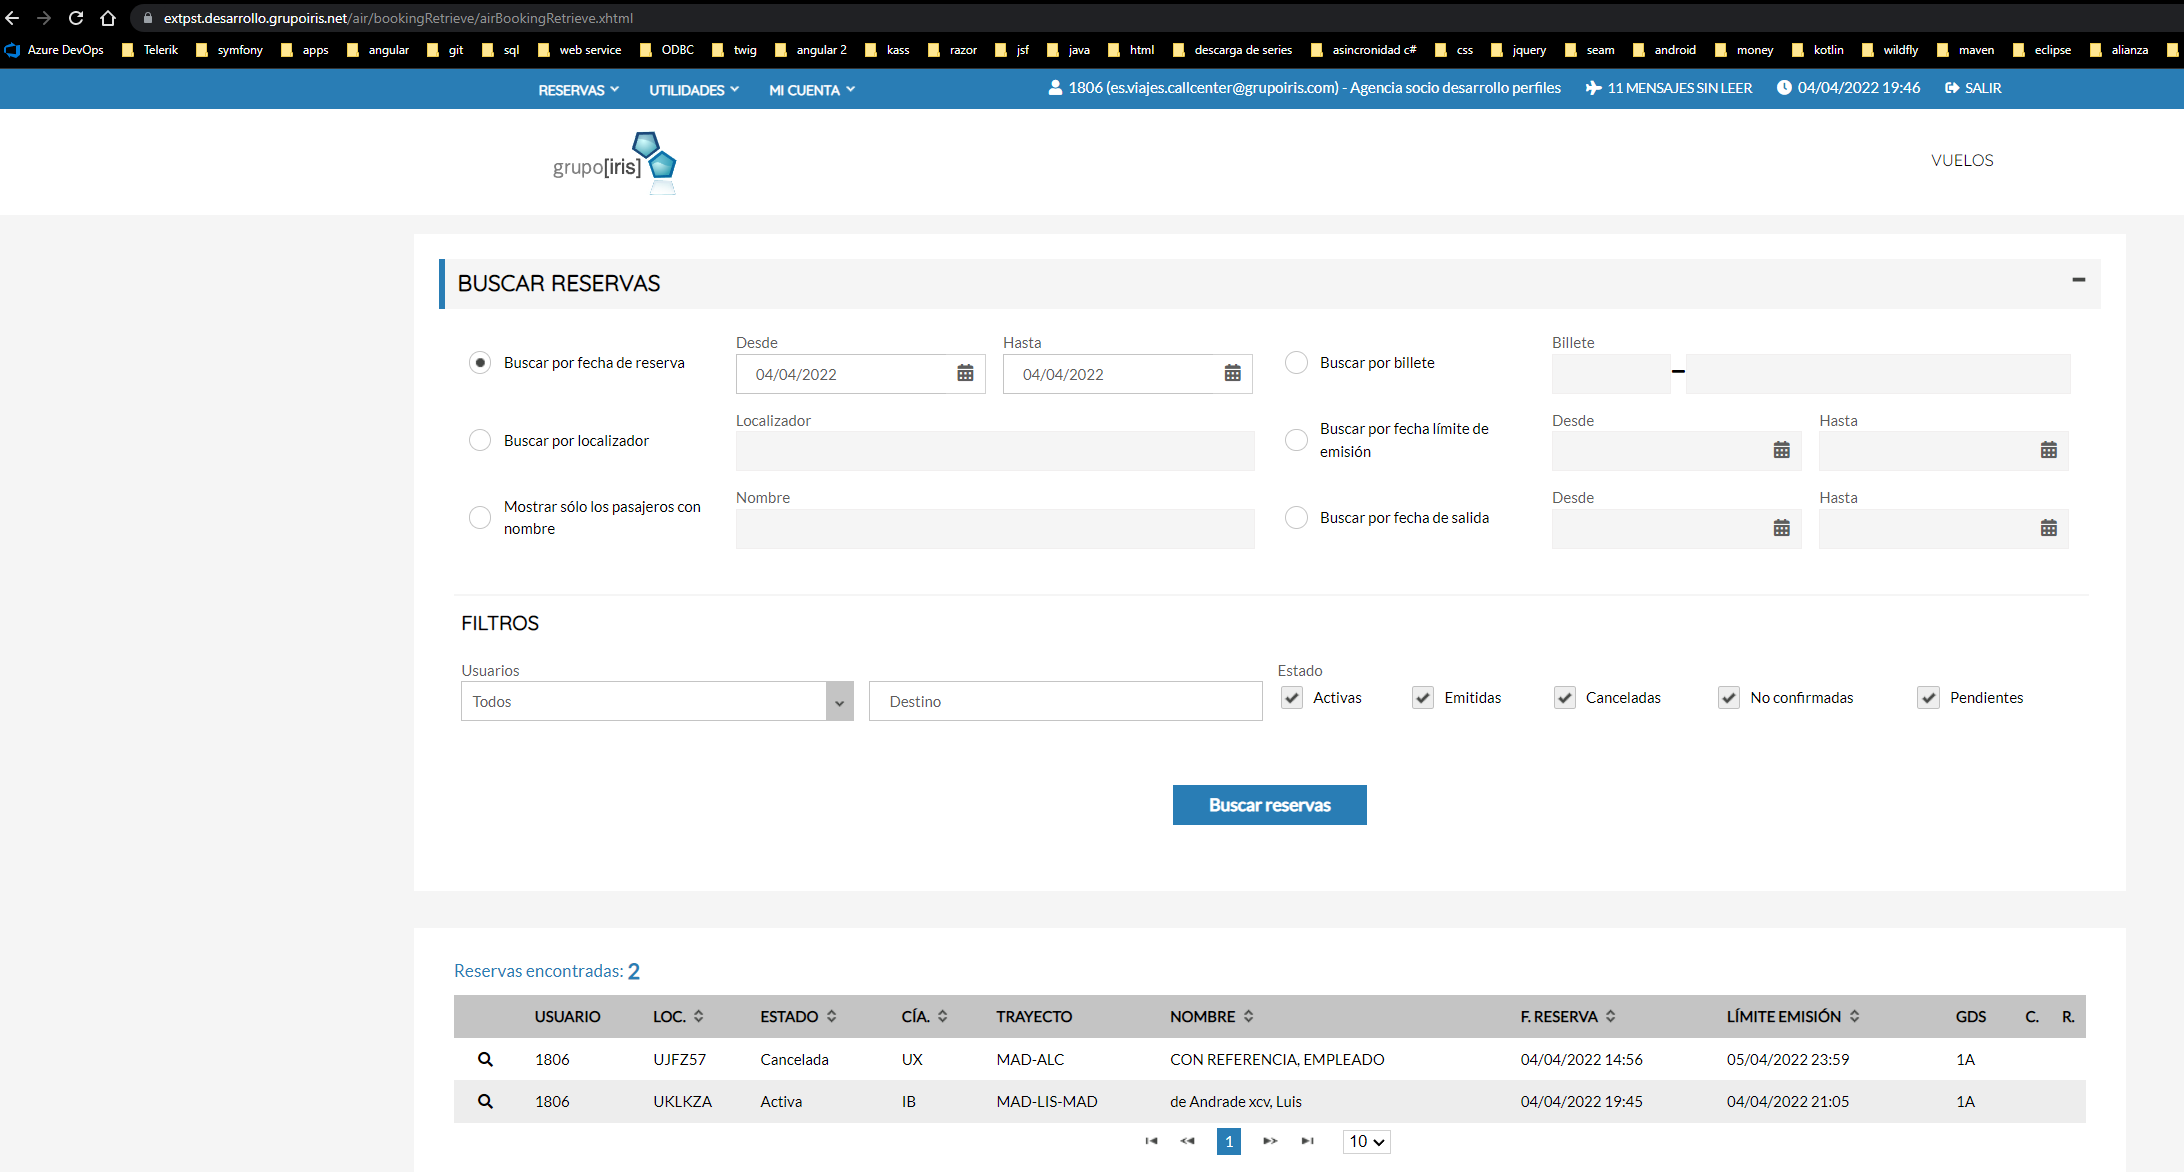 extpst.desarrollo.grupoiris.net/air/bookingRetrieve/airBookingRetrieve.xhtml
Azure DevOps Telerik symfony apps angular git sql web service ODBC twig angular 2 kass razor jsf java html descarga de series asincronidad c# css jquery seam android money kotlin wildfly maven eclipse alianza
RESERVAS UTILIDADES MI CUENTA 1806 (es.viajes.callcenter@grupoiris.com) - Agencia socio desarrollo perfiles 11 MENSAJES SIN LEER 04/04/2022 19:46 SALIR
grupo[iris] VUELOS
BUSCAR RESERVAS
Desde Hasta Billete
Buscar por fecha de reserva 04/04/2022 04/04/2022 Buscar por billete
Localizador Desde Hasta
Buscar por localizador Buscar por fecha límite de
emisión
Nombre Desde Hasta
Mostrar sólo los pasajeros con
nombre
Buscar por fecha de salida
FILTROS
Usuarios Estado
Todos Destino Activas Emitidas Canceladas No confirmadas Pendientes
Buscar reservas
Reservas encontradas: 2
USUARIO LOC. ESTADO CÍA. TRAYECTO NOMBRE F. RESERVA LÍMITE EMISIÓN GDS C. R.
1806 UJFZ57 Cancelada UX MAD-ALC CON REFERENCIA, EMPLEADO 04/04/2022 14:56 05/04/2022 23:59 1A
1806 UKLKZA Activa IB MAD-LIS-MAD de Andrade xcv, Luis 04/04/2022 19:45 04/04/2022 21:05 1A
1 10